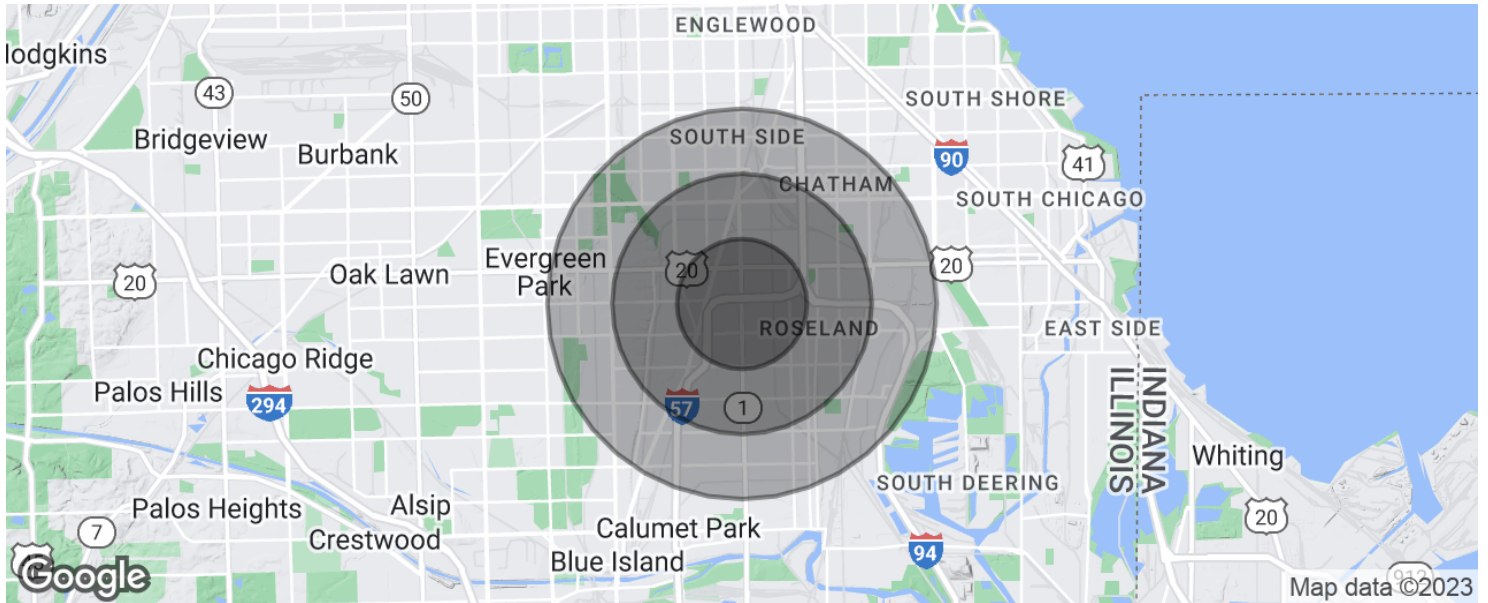 ENGLEWOOD
Hodgkins
43
50
SOUTH SHORE
Bridgeview
SOUTH SIDE
Burbank
90
41
CHATHAM
SOUTH CHICAGO
Evergreen
Park
20
20
20
Oak Lawn
ROSELAND
EAST SIDE
Chicago Ridge
Palos Hills
294
57
1
INDIANA
ILLINOIS
Whiting
SOUTH DEERING
Palos Heights
Alsip
20
7
Crestwood
Calumet Park
Blue Island
94
Google
912
Map data ©2023